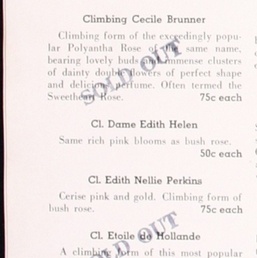 Climbing Cecile Brunner
Climbing form of the exceedingly popu-
lar Polyantha Rose of the same name,
bearing lovely buds and immense clusters
of dainty double flowers of perfect shape
and delicious perfume. Often termed the
Sweetheart Rose. 75c each
SOLD OUT
Cl. Dame Edith Helen
Same rich pink blooms as bush rose.
50c each
Cl. Edith Nellie Perkins
Cerise pink and gold. Climbing form of
bush rose. 75c each
SOLD OUT
Cl. Etoile de Hollande
A climbing form of this most popular